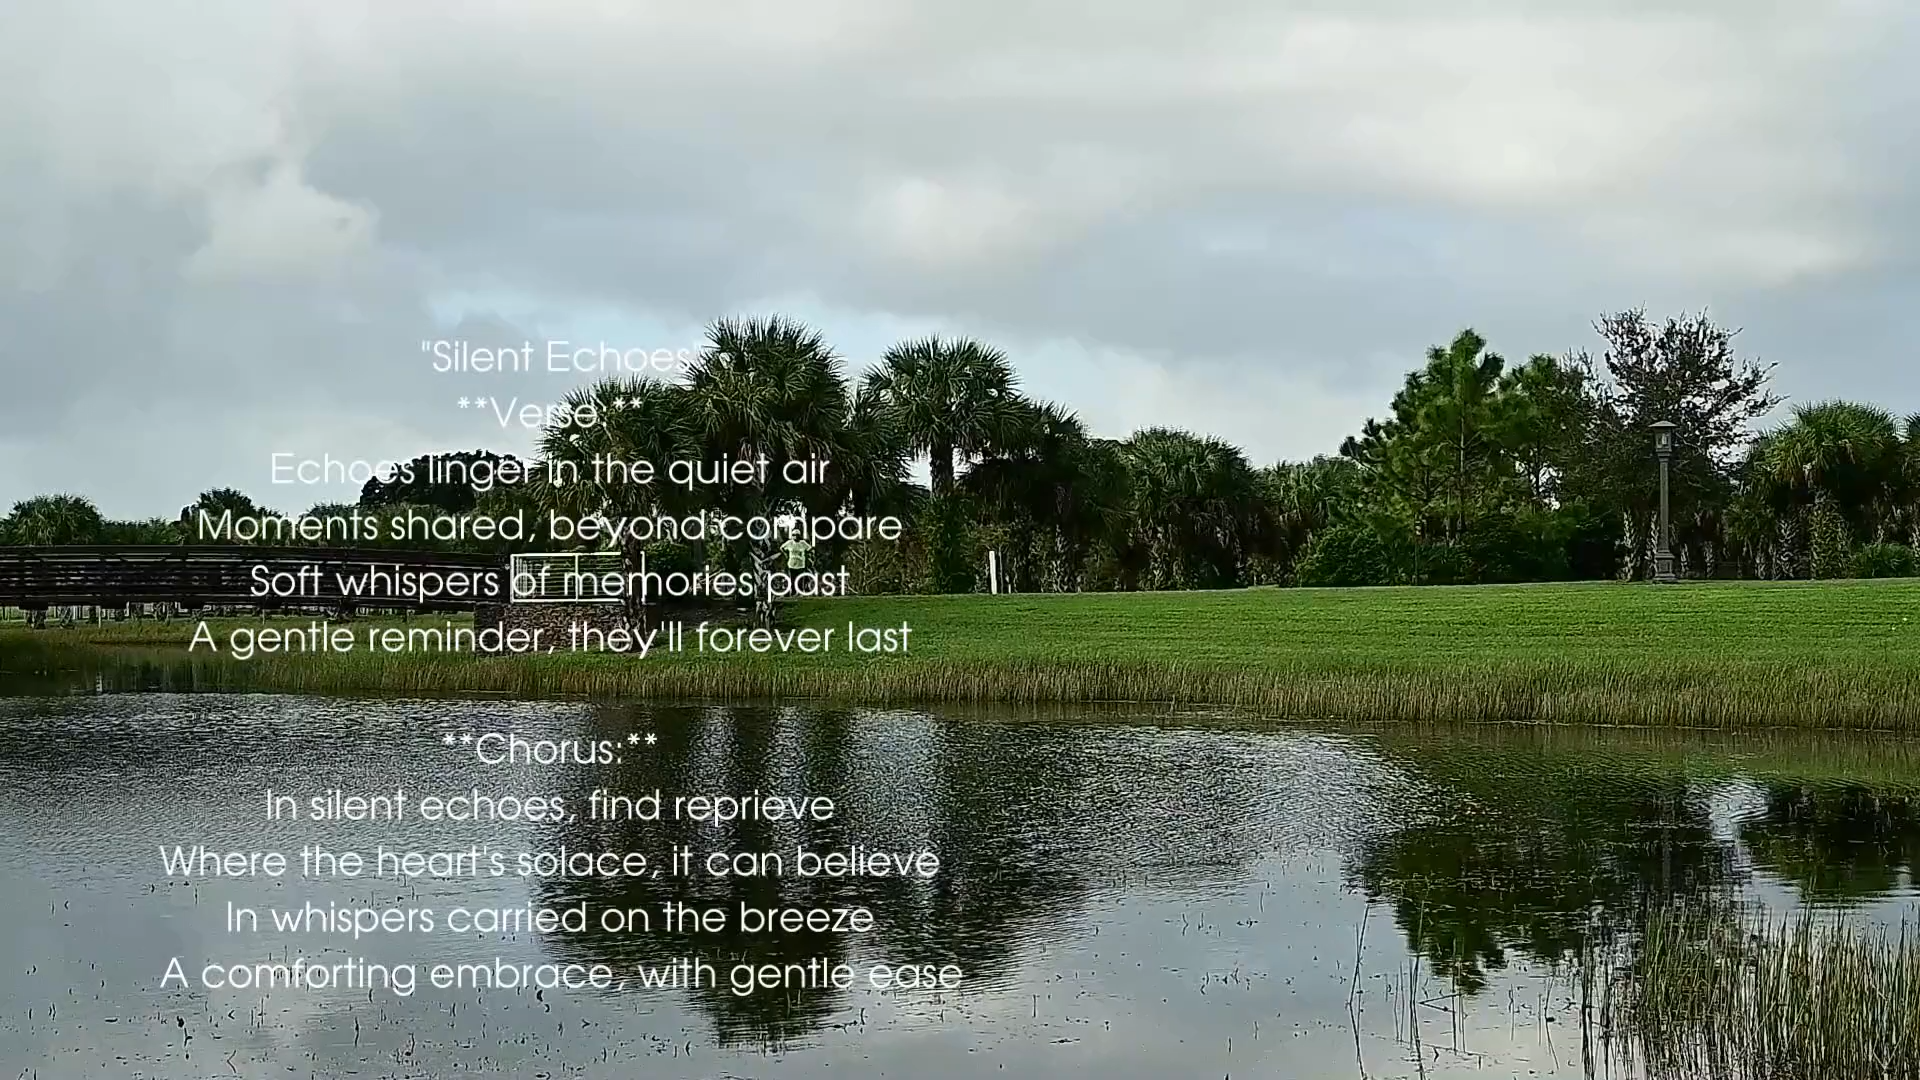 "Silent Echoes"
**Verse:**
Echoes linger in the quiet air
Moments shared, beyond compare
Soft whispers of memories past
A gentle reminder, they'll forever last
**Chorus:**
In silent echoes, find reprieve
Where the heart's solace, it can believe
In whispers carried on the breeze
A comforting embrace, with gentle ease